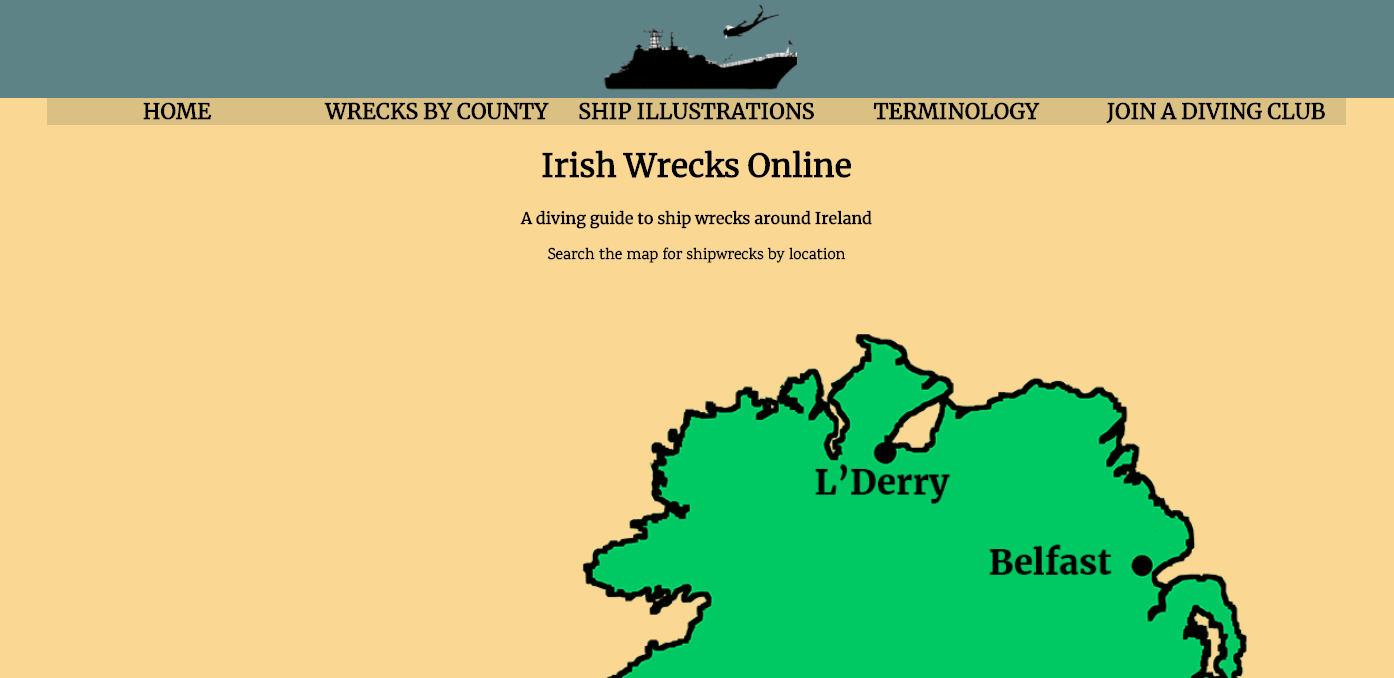 HOME WRECKS BY COUNTY SHIP ILLUSTRATIONS TERMINOLOGY JOIN A DIVING CLUB
Irish Wrecks Online
A diving guide to ship wrecks around Ireland
Search the map for shipwrecks by location
L’Derry
Belfast